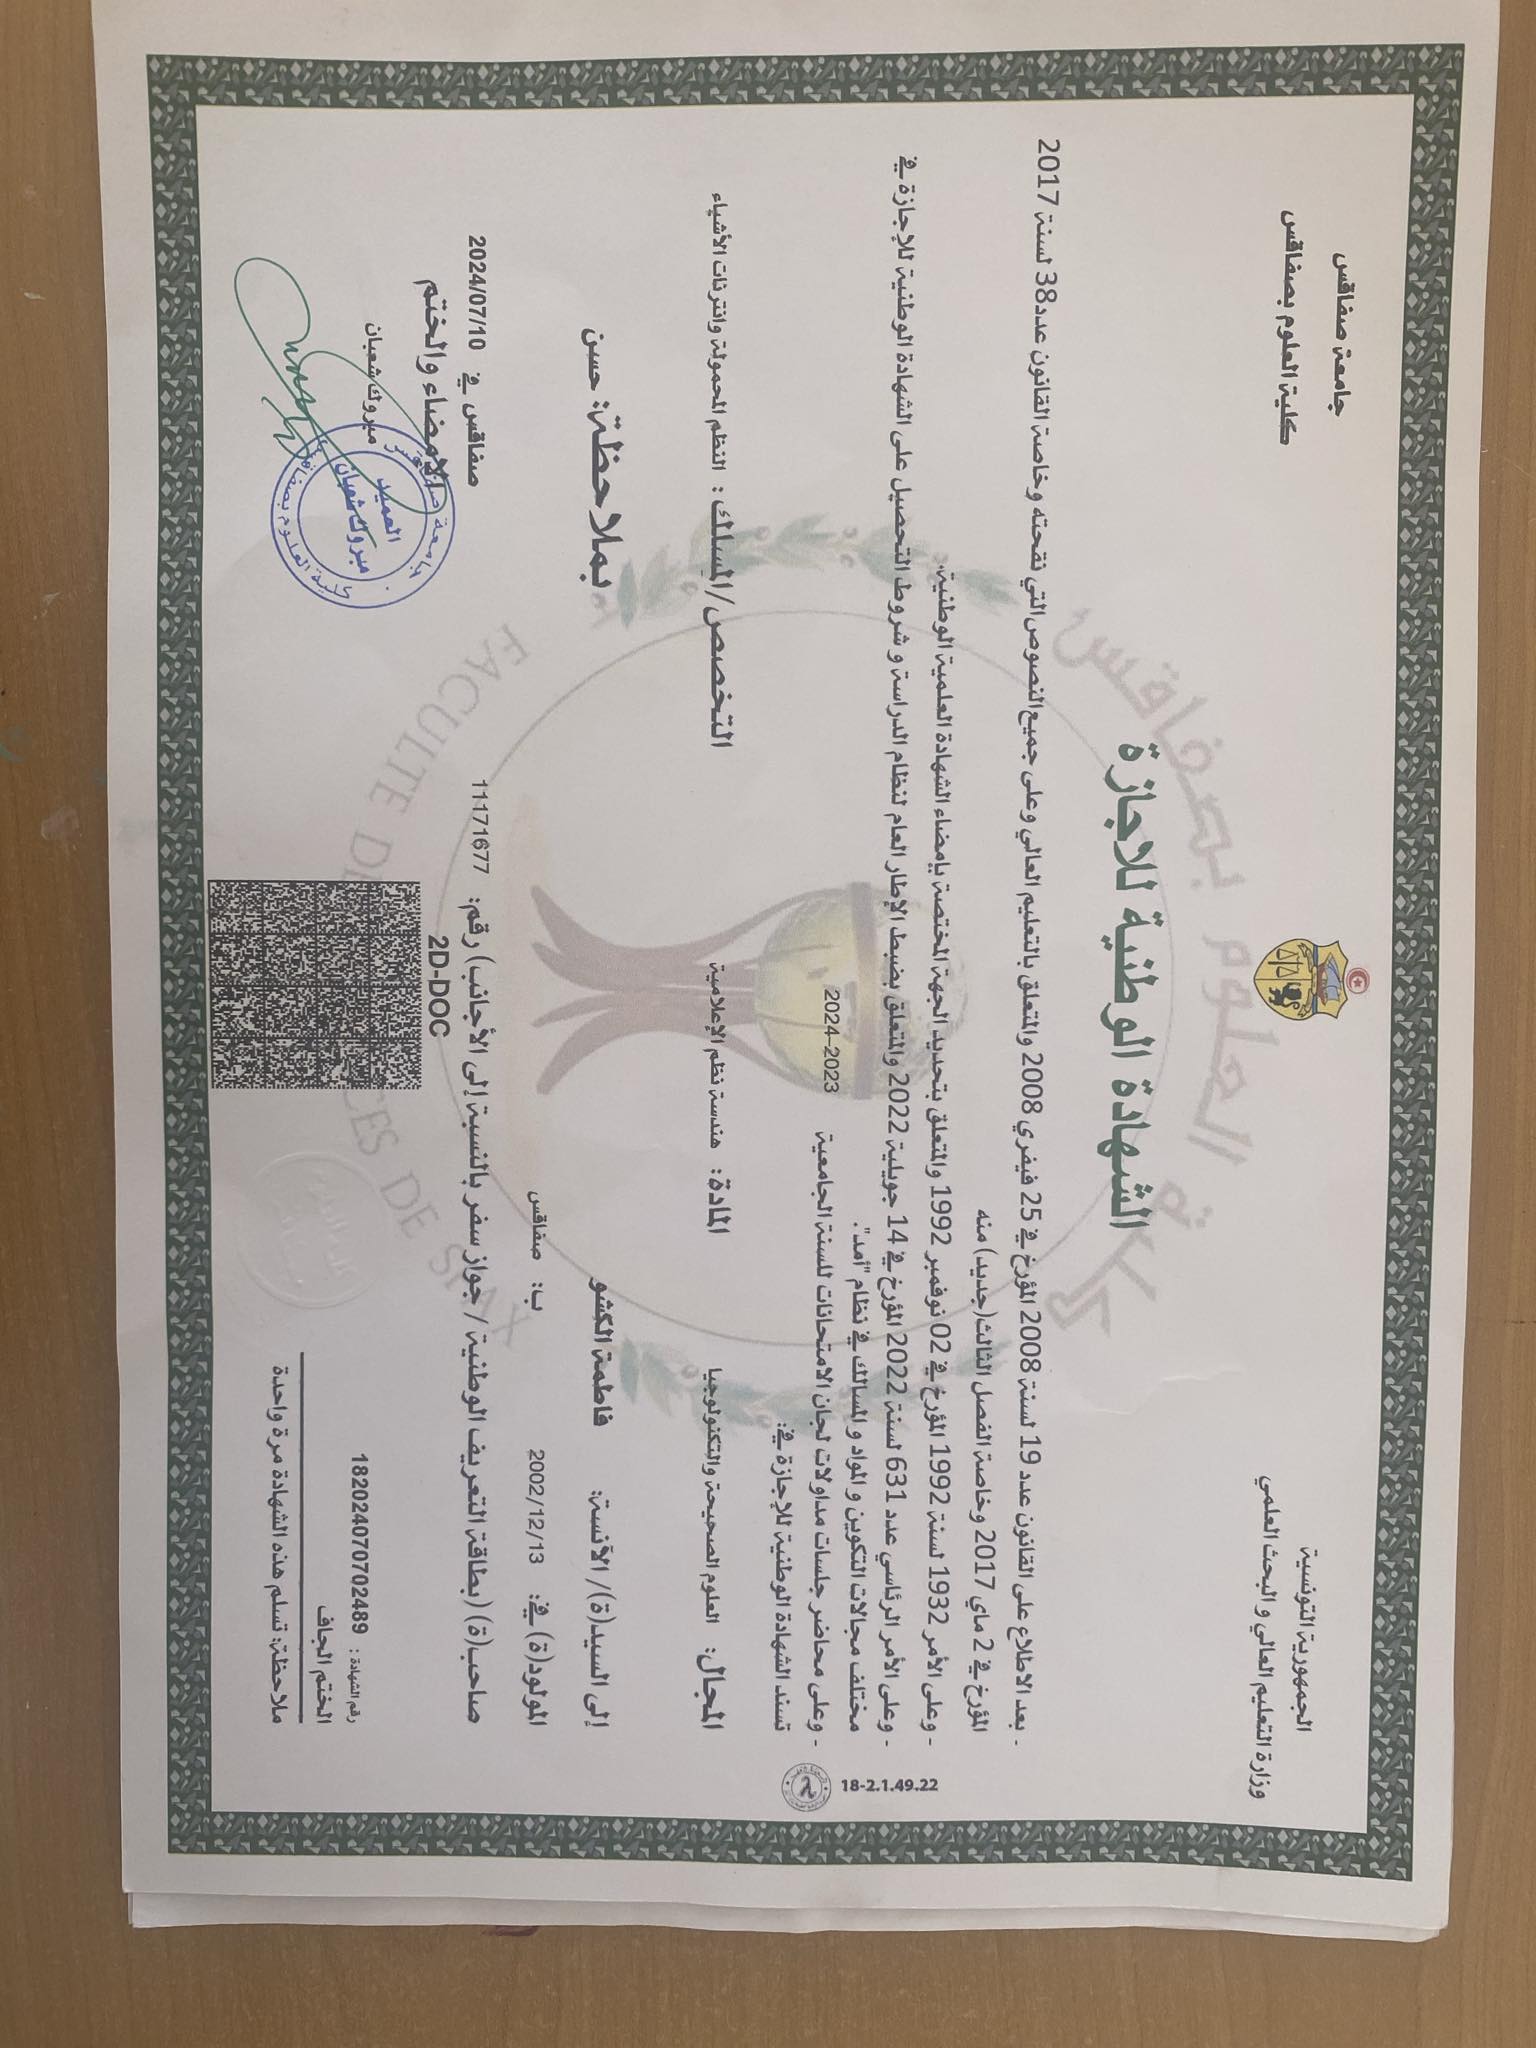 الجمهورية التونسية
وزارة التعليم العالي و البحث العلمي
جامعة صفاقس
كلية العلوم بصفاقس
كلية العلوم بصفاقس
الشهادة الوطنية للاجازة
- بعد الاطلاع على القانون عدد 19 لسنة 2008 المؤرخ في 25 فيفري 2008 والمتعلق بالتعليم العالي وعلى جميع النصوص التي نقحته وخاصة القانون عدد 38 لسنة 2017
المؤرخ في 2 ماي 2017 وخاصة الفصل الثالث(جديد) منه
- وعلى الأمر 1932 لسنة 1992 المؤرخ في 02 نوفمبر 1992 والمتعلق بتحديد الجهة المختصة بإمضاء الشهادة العلمية الوطنية.
- وعلى الأمر الرئاسي عدد 631 لسنة 2022 المؤرخ في 14 جويلية 2022 والمتعلق بضبط الإطار العام لنظام الدراسة و شروط التحصيل على الشهادة الوطنية للإجازة في
مختلف مجالات التكوين و المواد و المسالك في نظام "أمد".
- وعلى محاضر جلسات مداولات لجان الامتحانات للسنة الجامعية 2023-2024
تسند الشهادة الوطنية للإجازة في:
18-2.1.49.22
المجال: العلوم الصحيحة والتكنولوجيا المادة: هندسة نظم الإعلامية التخصص/المسلك : النظم المحمولة وانترنات الأشياء
إلى السيد(ة)/ الآنسة: فاطمة الكشو بملاحظة: حسن
المولود(ة) في: 2002/12/13 ب: صفاقس
صاحب(ة) (بطاقة التعريف الوطنية / جواز سفر بالنسبة إلى الأجانب) رقم: 11171677
صفاقس في 2024/07/10
الإمضاء والختم
مبروك شعبان
جامعة صفاقس
العميد
مبروك شعبان
كلية العلوم بصفاقس
2D-DOC
FACULTE DE SFAX
رقم الشهادة : 182024070702489
الختم الجاف
ملاحظة: تسلم هذه الشهادة مرة واحدة